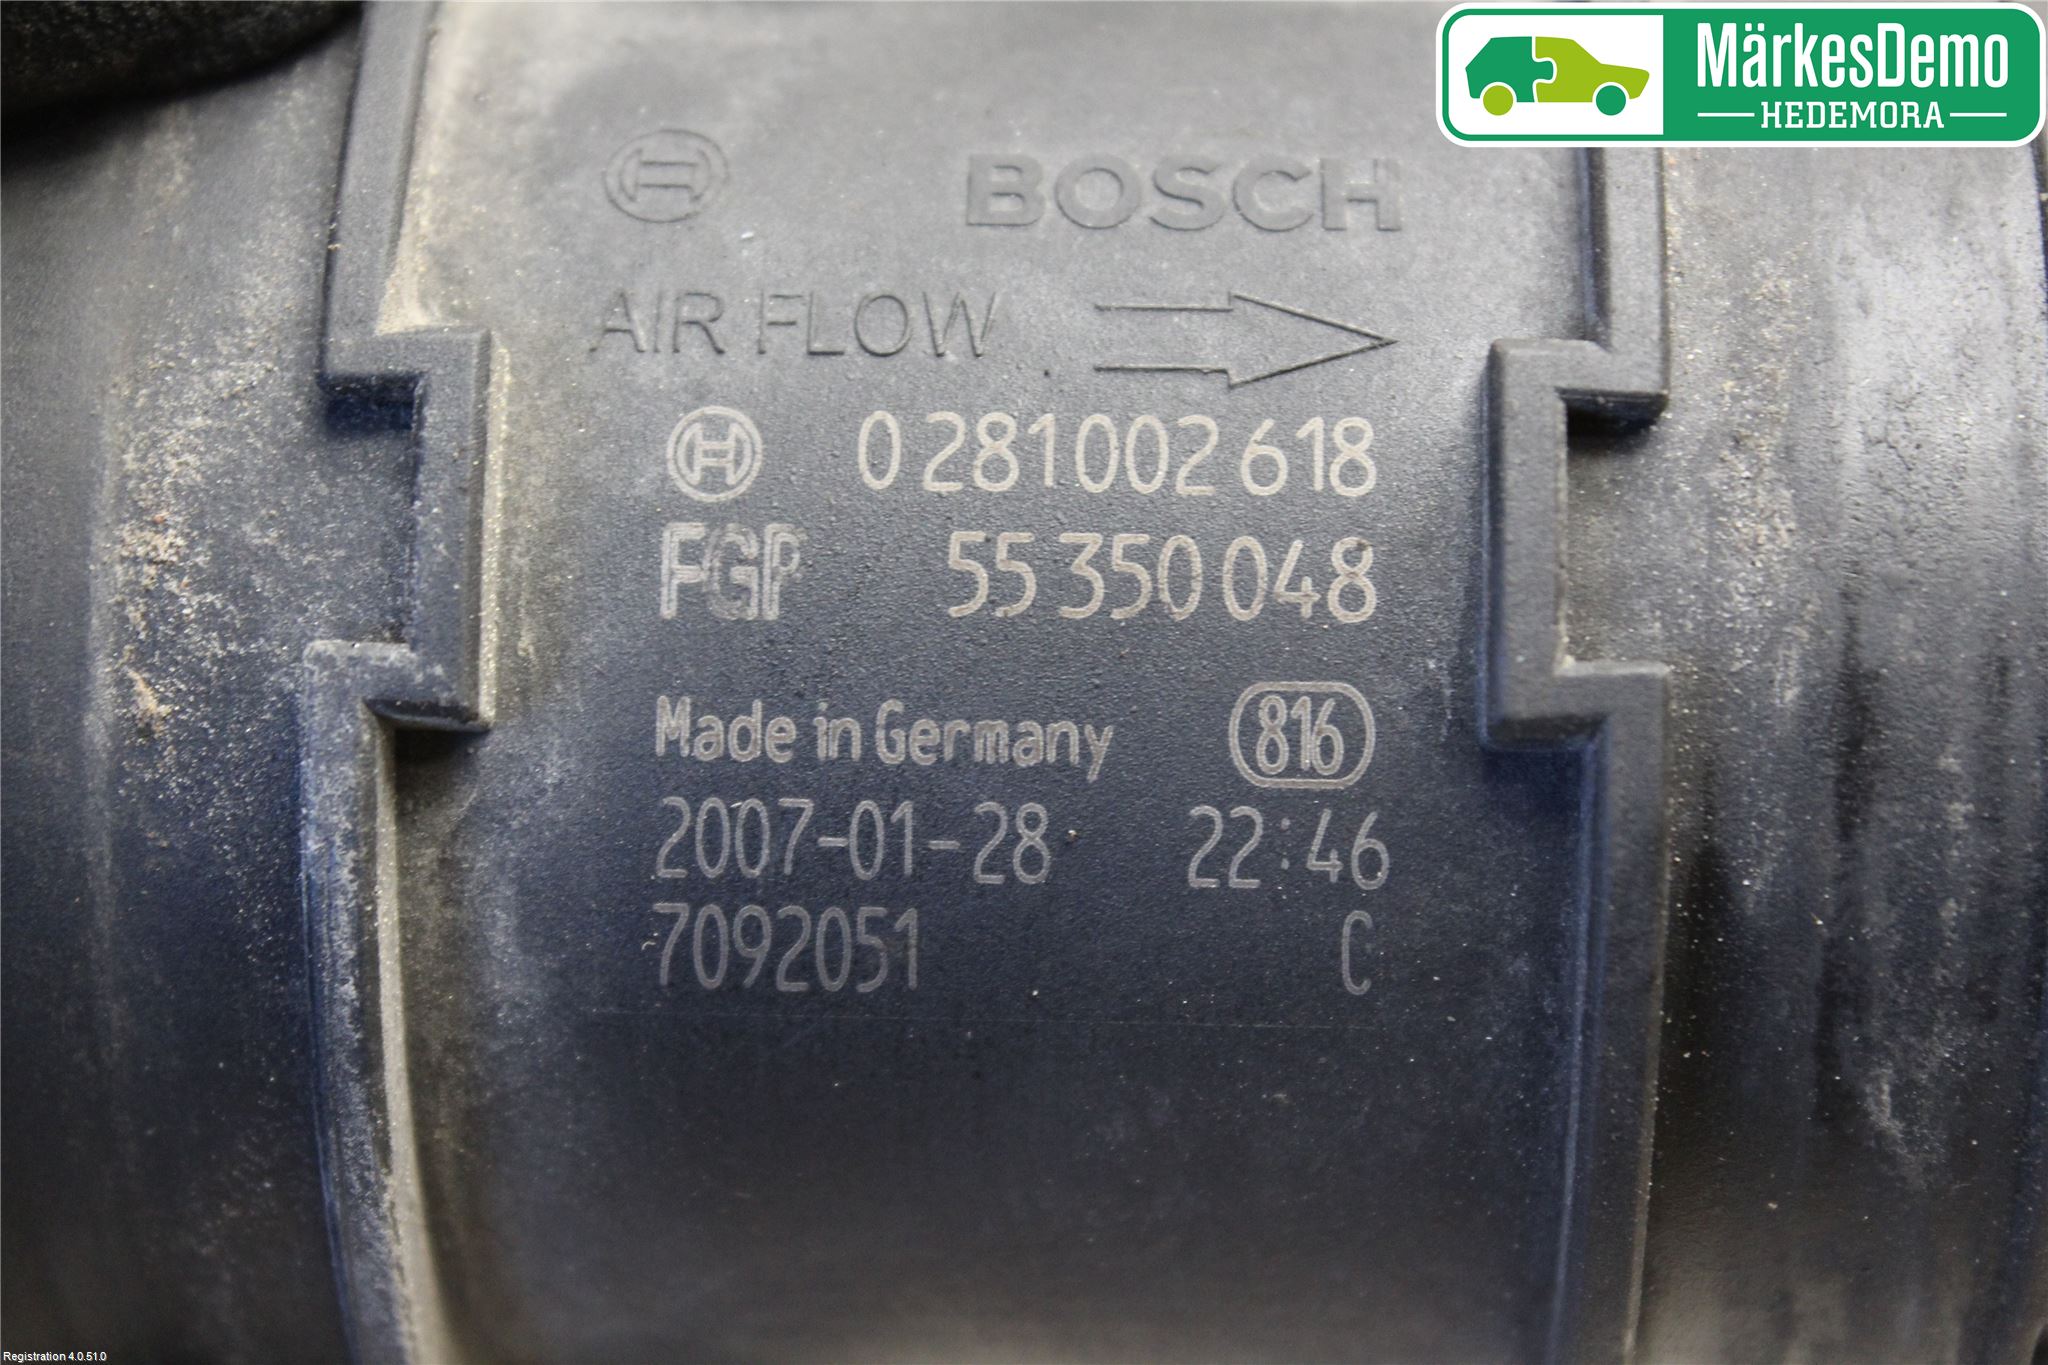 MärkesDemo
HEDEMORA
BOSCH
AIR FLOW
0 281 002 618
FGP 55 350 048
Made in Germany 816
2007-01-28 22:46
7092051 C
Registration 4.0.51.0